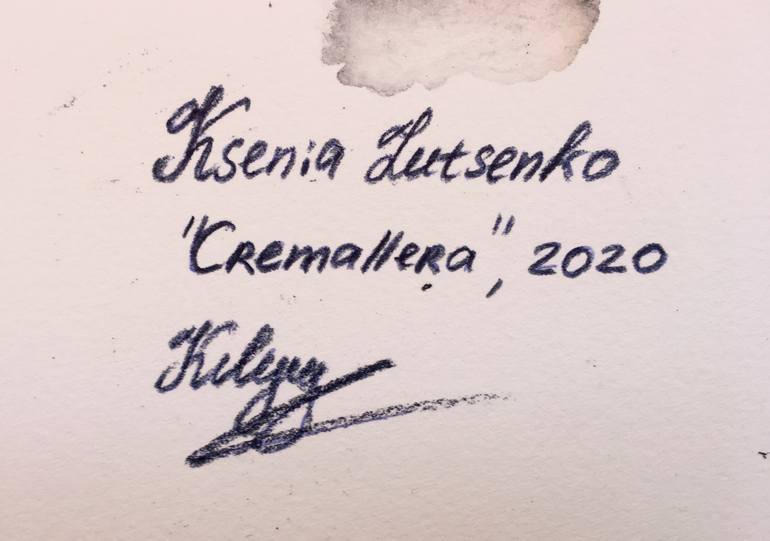 Ksenia Lutsenko
"Cremallera", 2020